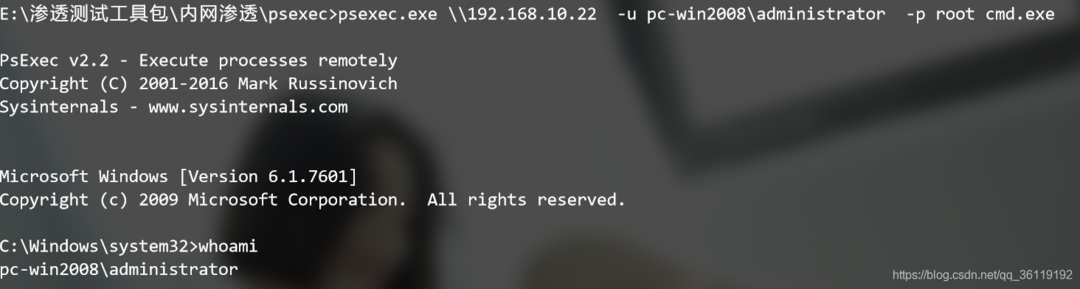 E:\渗透测试工具包\内网渗透\psexec>psexec.exe \\192.168.10.22  -u pc-win2008\administrator  -p root cmd.exe
PsExec v2.2 - Execute processes remotely
Copyright (C) 2001-2016 Mark Russinovich
Sysinternals - www.sysinternals.com
Microsoft Windows [Version 6.1.7601]
Copyright (c) 2009 Microsoft Corporation.  All rights reserved.
C:\Windows\system32>whoami
pc-win2008\administrator
https://blog.csdn.net/qq_36119192